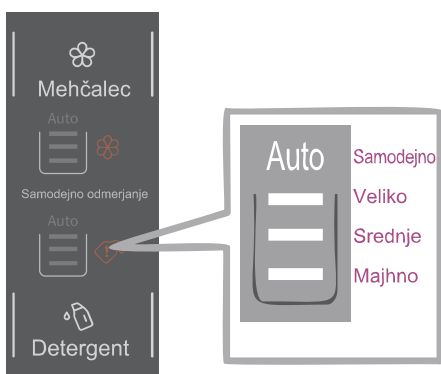 Mehčalec
Auto
Samodejno odmerjanje
Auto
Detergent
Auto Samodejno
Veliko
Srednje
Majhno